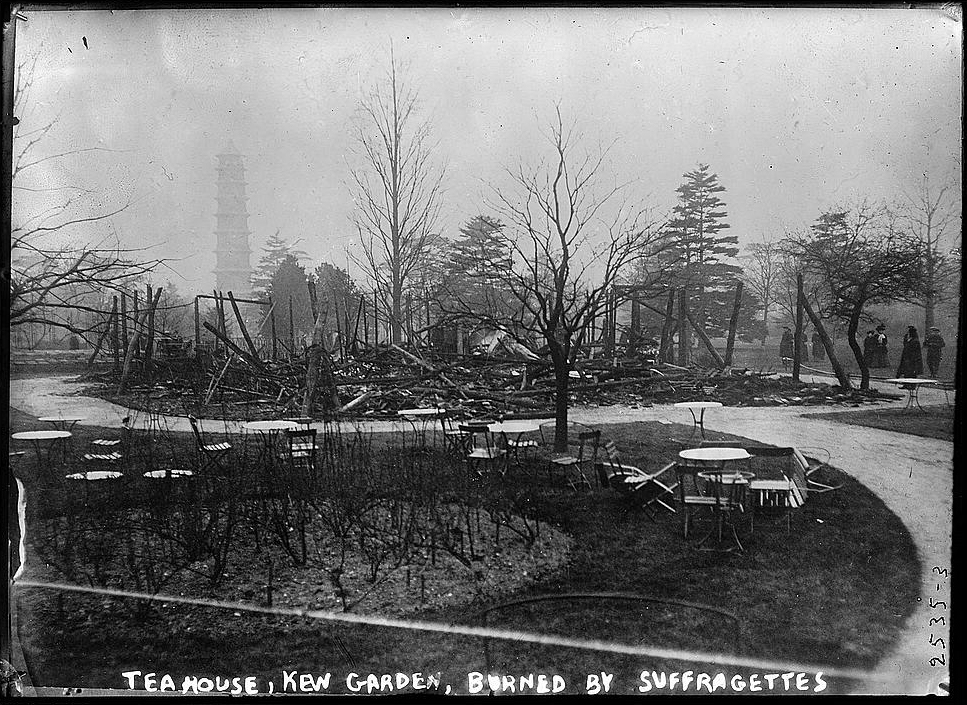 TEA HOUSE, KEW GARDEN, BURNED BY SUFFRAGETTES
2535-3